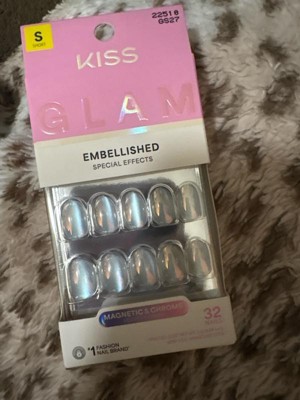 S
SHORT
22510
GS27
KISS
GLAM
EMBELLISHED
SPECIAL EFFECTS
MAGNETIC & CHROME
32
#1 FASHION
NAIL BRAND